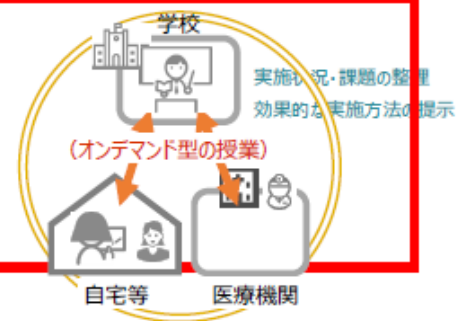 学校
実施状況・課題の整理
効果的な実施方法の提示
(オンデマンド型の授業)
自宅等
医療機関